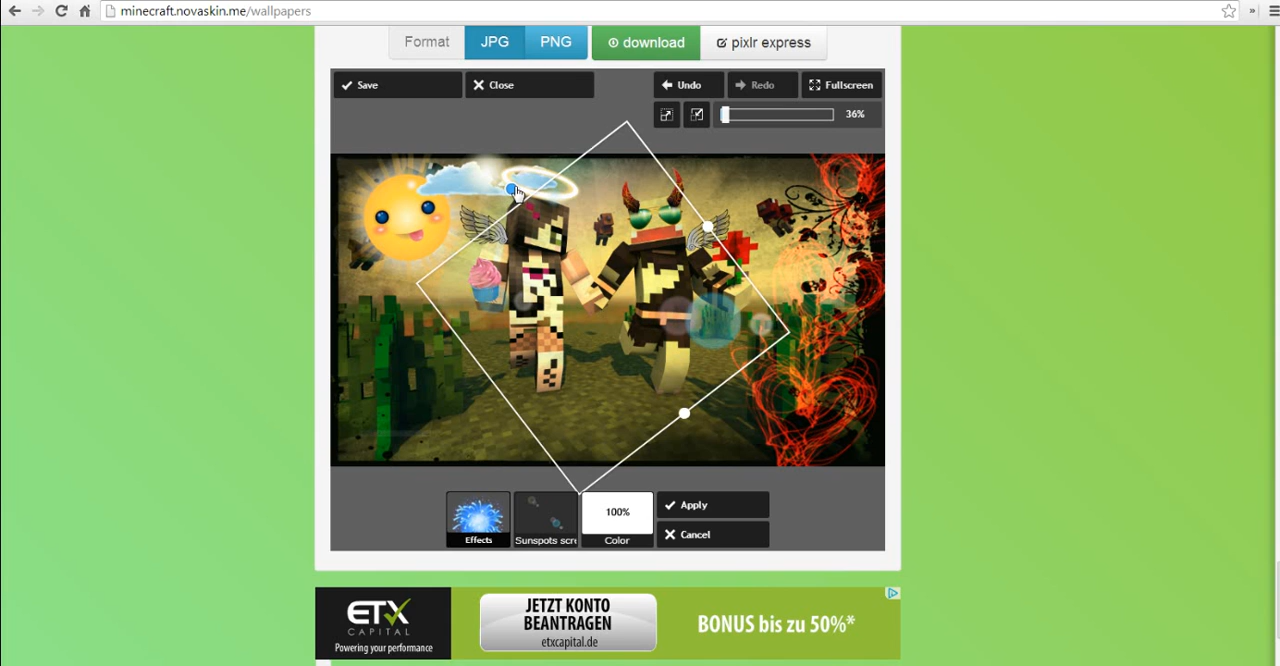 minecraft.novaskin.me/wallpapers
Format JPG PNG download pixlr express
Save Close Undo Redo Fullscreen
36%
100%
Effects Sunspots scr Color
Apply
Cancel
ETX
CAPITAL
Powering your performance
JETZT KONTO
BEANTRAGEN
etxcapital.de
BONUS bis zu 50%*